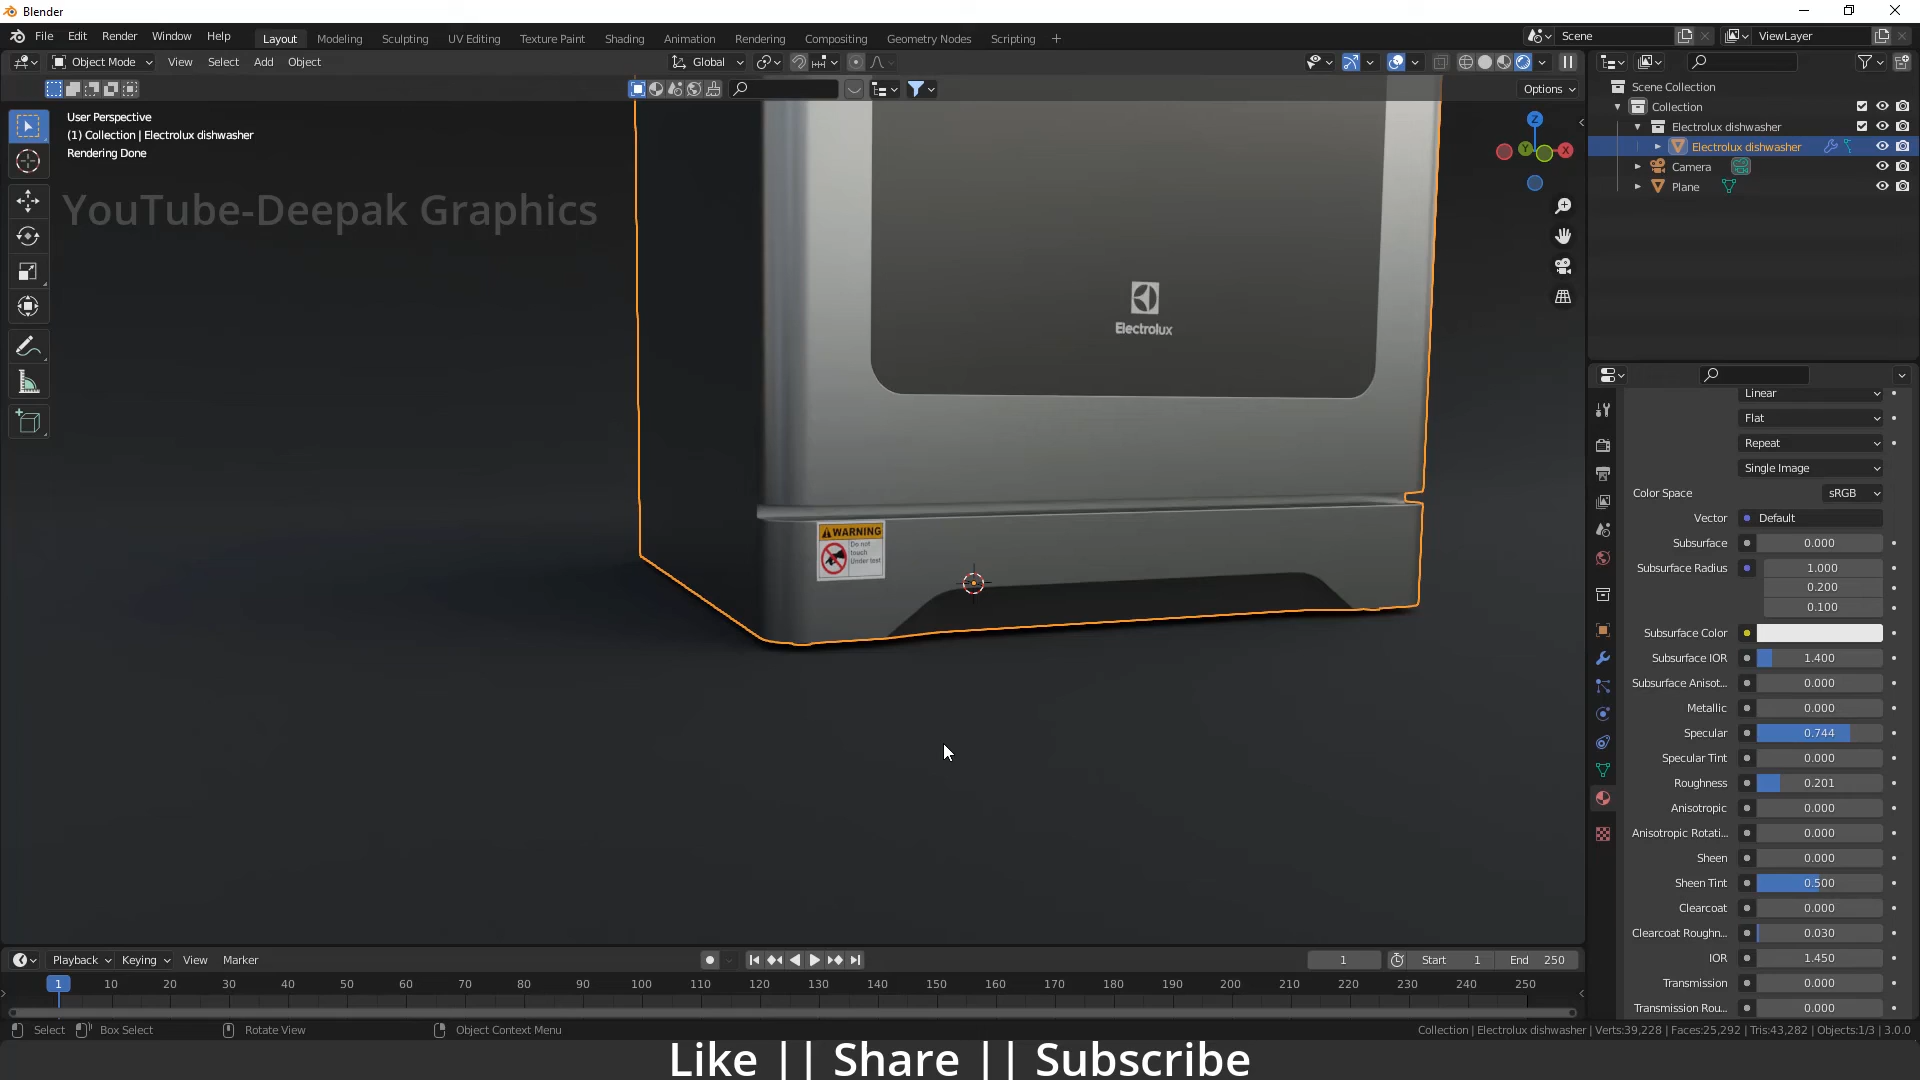 Blender
File Edit Render Window Help
Layout Modeling Sculpting UV Editing Texture Paint Shading Animation Rendering Compositing Geometry Nodes Scripting +
Scene
ViewLayer
Object Mode View Select Add Object
Global
Options
User Perspective
(1) Collection | Electrolux dishwasher
Rendering Done
YouTube-Deepak Graphics
Z
Y
X
Electrolux
WARNING
Do not
touch
Under test
Scene Collection
Collection
Electrolux dishwasher
Electrolux dishwasher
Camera
Plane
Linear
Flat
Repeat
Single Image
Color Space sRGB
Vector Default
Subsurface 0.000
Subsurface Radius 1.000
0.200
0.100
Subsurface Color
Subsurface IOR 1.400
Subsurface Anisot... 0.000
Metallic 0.000
Specular 0.744
Specular Tint 0.000
Roughness 0.201
Anisotropic 0.000
Anisotropic Rotati... 0.000
Sheen 0.000
Sheen Tint 0.500
Clearcoat 0.000
Clearcoat Roughn... 0.030
IOR 1.450
Transmission 0.000
Transmission Rou... 0.000
Playback Keying View Marker
1 Start 1 End 250
1 10 20 30 40 50 60 70 80 90 100 110 120 130 140 150 160 170 180 190 200 210 220 230 240 250
Select Box Select Rotate View Object Context Menu
Collection | Electrolux dishwasher | Verts:39,228 | Faces:25,292 | Tris:43,282 | Objects:1/3 | 3.0.0
Like || Share || Subscribe